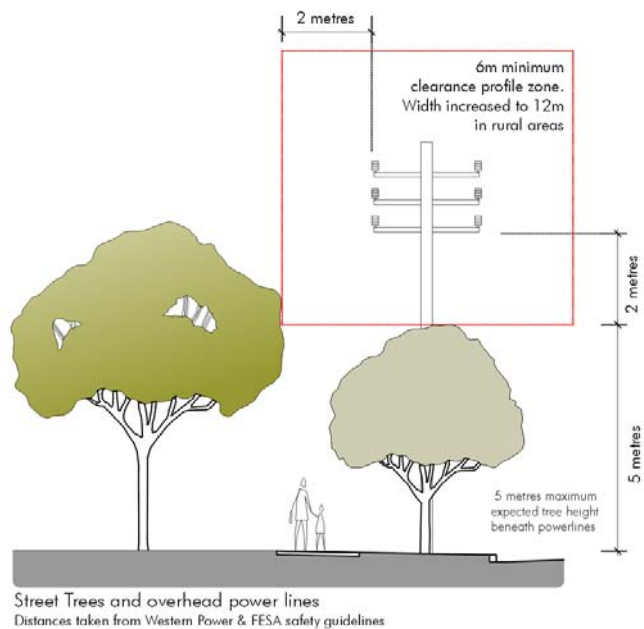 2 metres
6m minimum
clearance profile zone.
Width increased to 12m
in rural areas
2 metres
5 metres
5 metres maximum
expected tree height
beneath powerlines
Street Trees and overhead power lines
Distances taken from Western Power & FESA safety guidelines